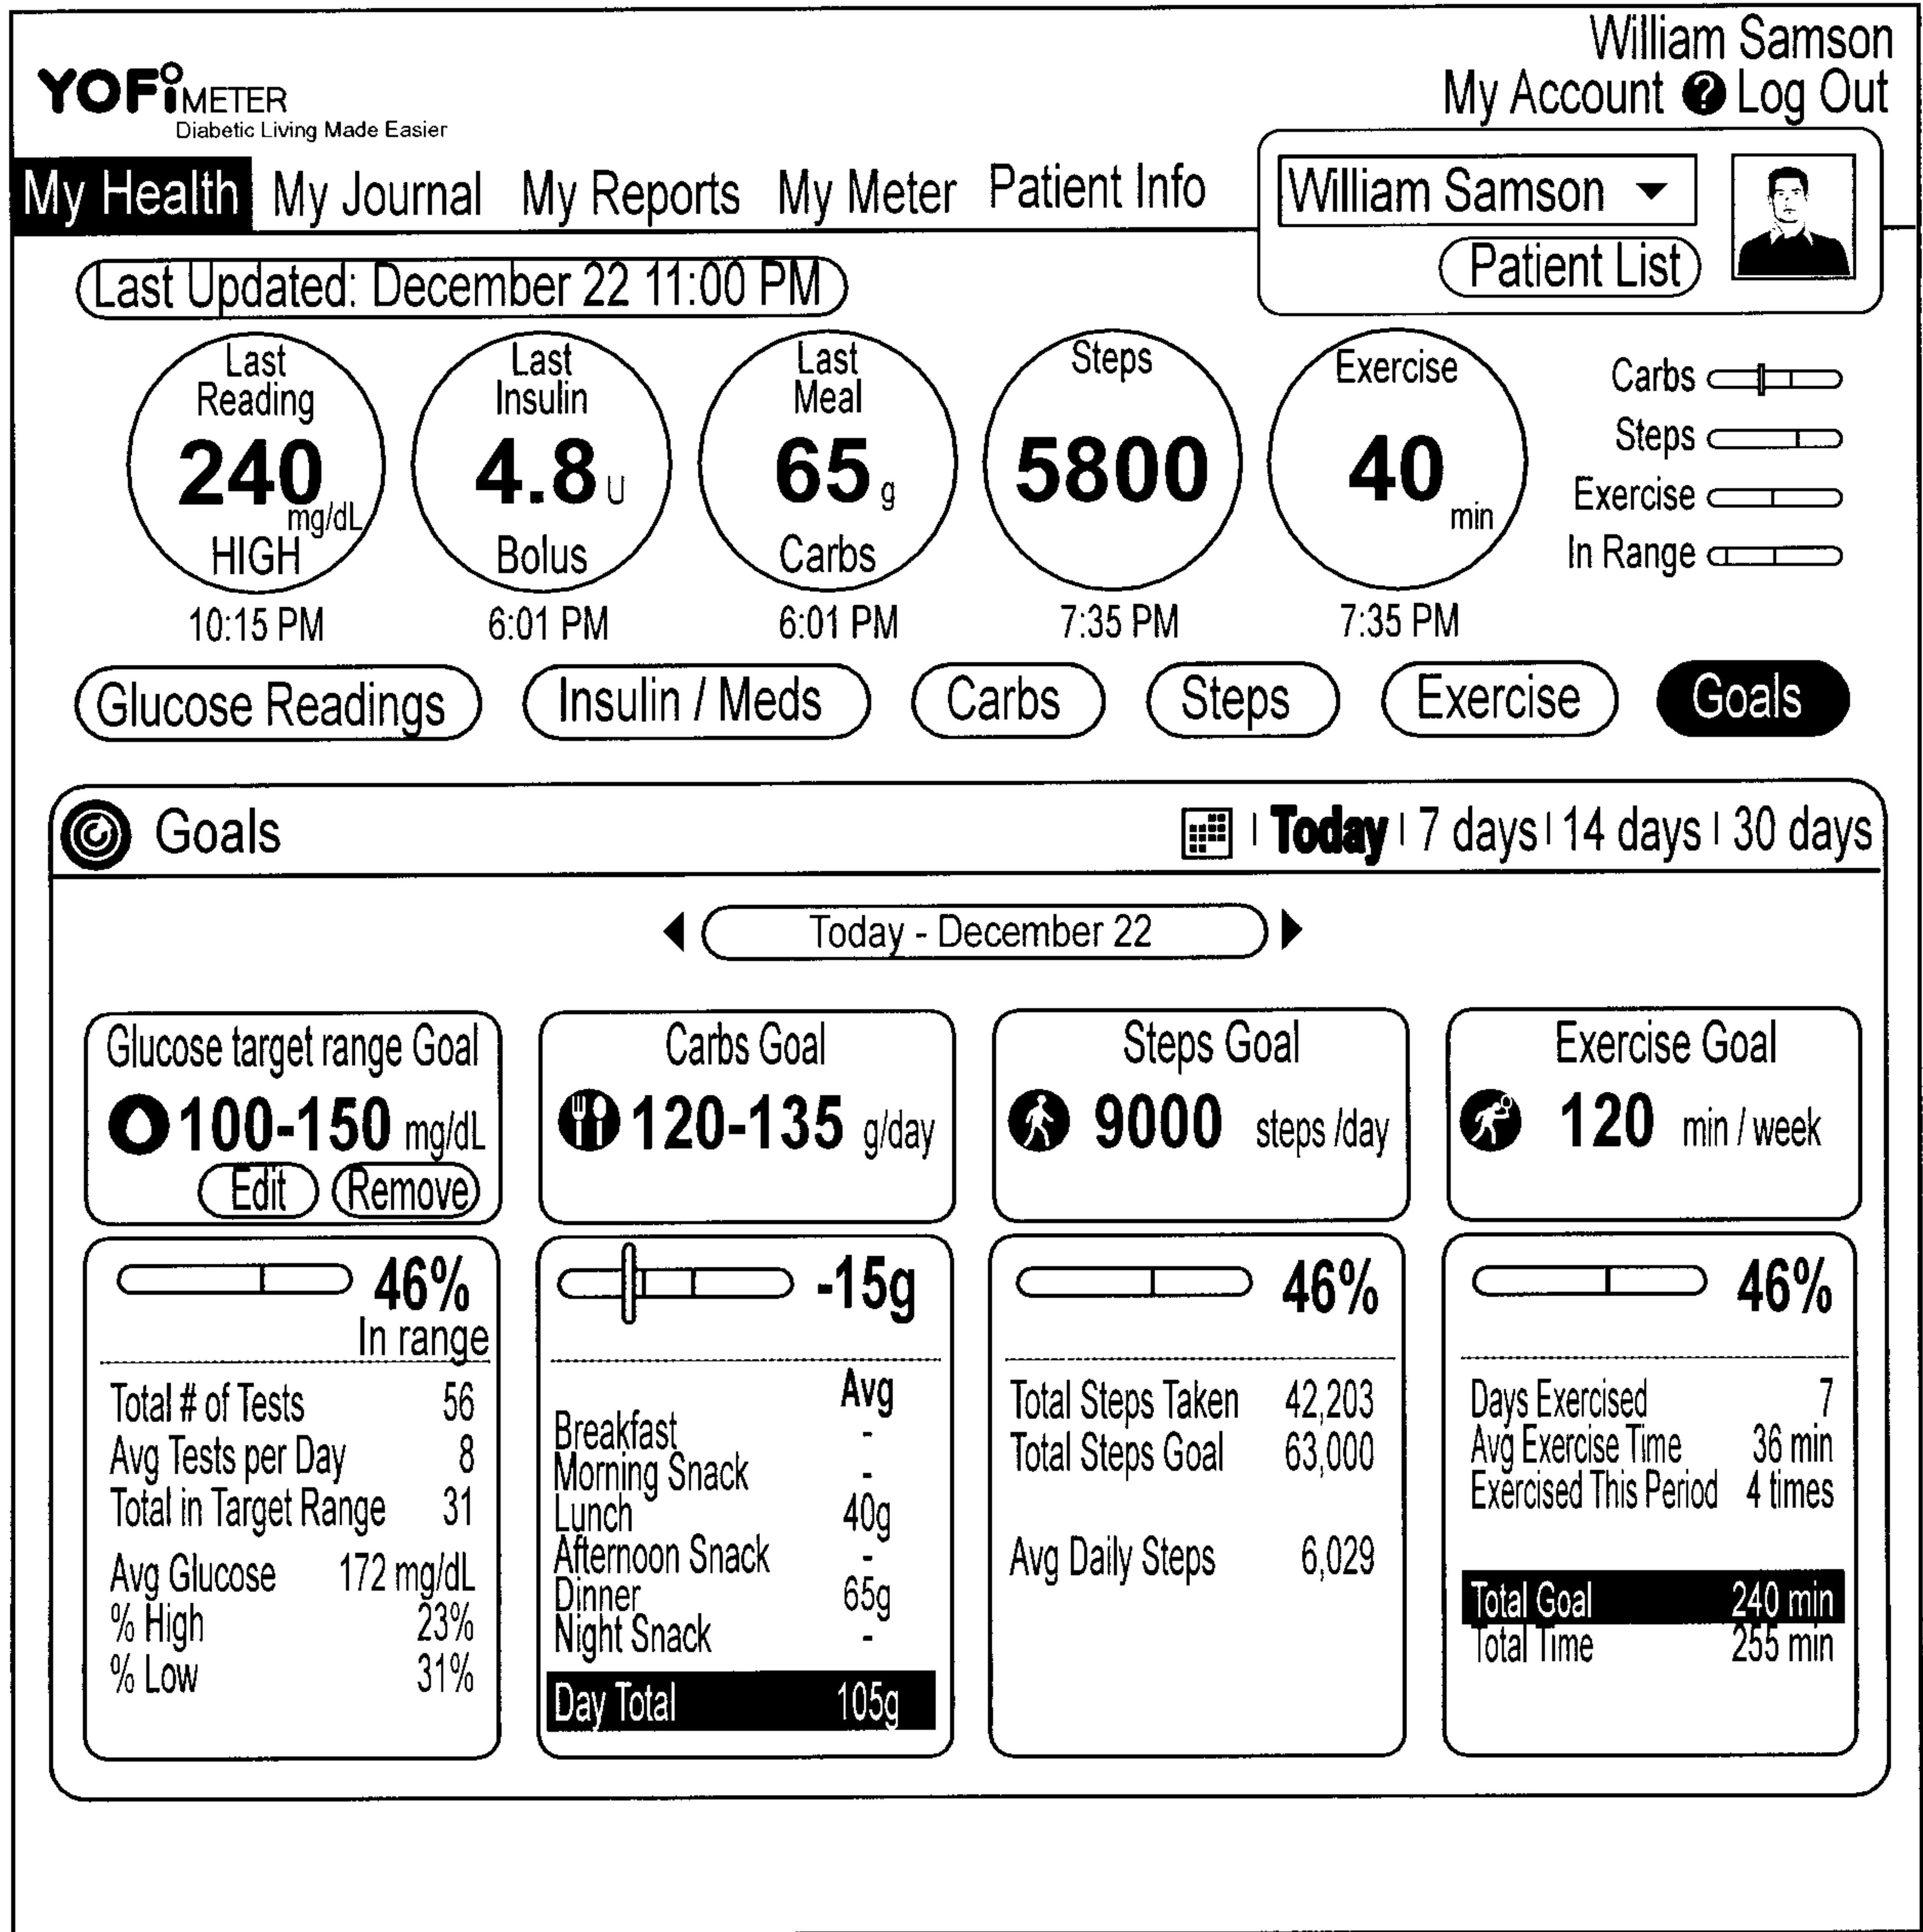 William Samson
YOFiMETER
My Account ? Log Out
Diabetic Living Made Easier
My Health My Journal My Reports My Meter Patient Info
William Samson
Patient List
Last Updated: December 22 11:00 PM
Last Reading
240 mg/dL
HIGH
10:15 PM
Last Insulin
4.8 U
Bolus
6:01 PM
Last Meal
65 g
Carbs
6:01 PM
Steps
5800
7:35 PM
Exercise
40 min
7:35 PM
Carbs
Steps
Exercise
In Range
Glucose Readings Insulin / Meds Carbs Steps Exercise Goals
Goals
Today 7 days 14 days 30 days
Today - December 22
Glucose target range Goal
100-150 mg/dL
Edit Remove
Carbs Goal
120-135 g/day
Steps Goal
9000 steps /day
Exercise Goal
120 min / week
46%
In range
Total # of Tests 56
Avg Tests per Day 8
Total in Target Range 31
Avg Glucose 172 mg/dL
% High 23%
% Low 31%
-15g
Avg
Breakfast -
Morning Snack -
Lunch 40g
Afternoon Snack -
Dinner 65g
Night Snack -
Day Total 105g
46%
Total Steps Taken 42,203
Total Steps Goal 63,000
Avg Daily Steps 6,029
46%
Days Exercised 7
Avg Exercise Time 36 min
Exercised This Period 4 times
Total Goal 240 min
Total Time 255 min